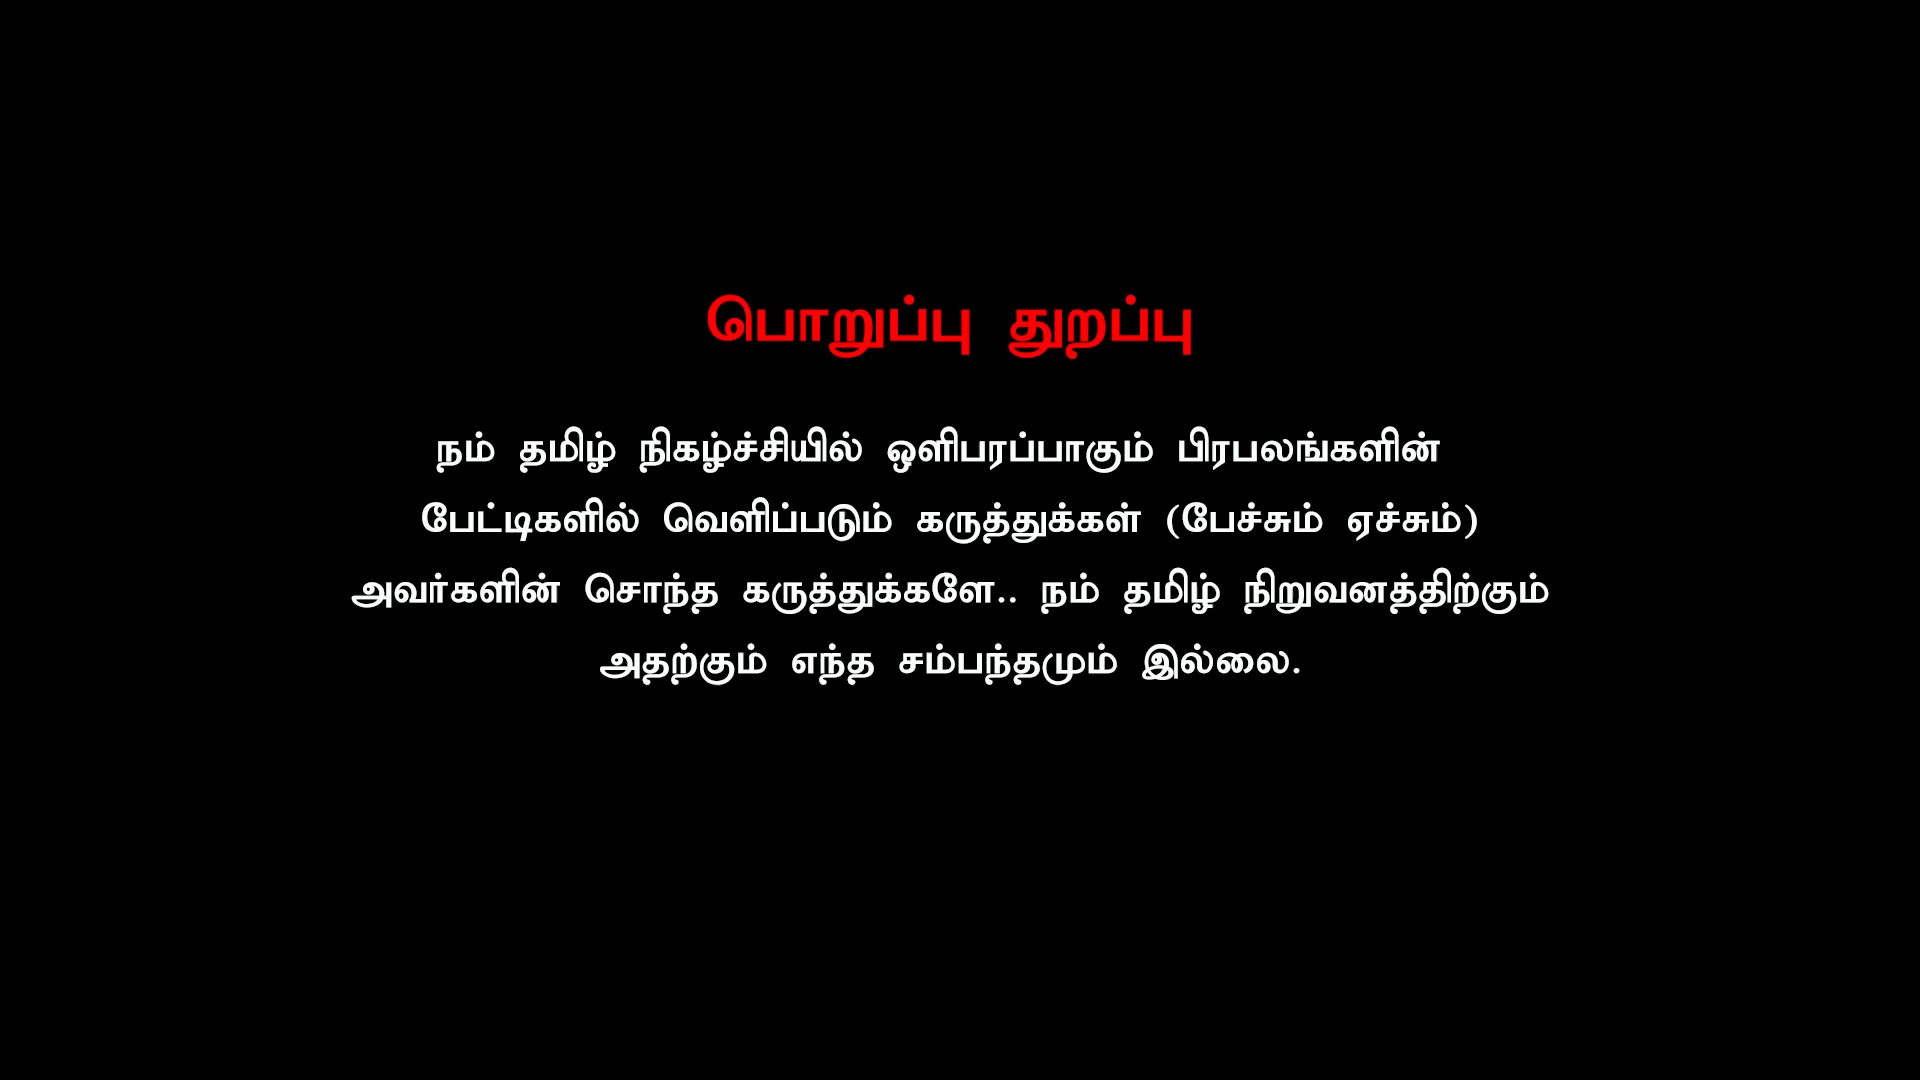 பொறுப்பு துறப்பு
நம் தமிழ் நிகழ்ச்சியில் ஒளிபரப்பாகும் பிரபலங்களின்
பேட்டிகளில் வெளிப்படும் கருத்துக்கள் (பேச்சும் ஏச்சும்)
அவர்களின் சொந்த கருத்துக்களே.. நம் தமிழ் நிறுவனத்திற்கும்
அதற்கும் எந்த சம்பந்தமும் இல்லை.